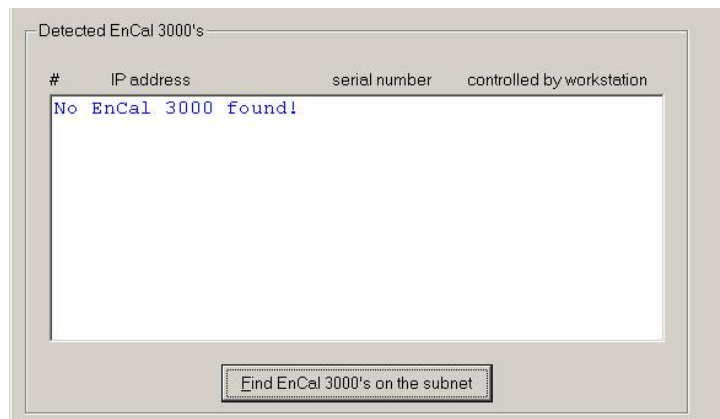 Detected EnCal 3000's
# IP address serial number controlled by workstation
No EnCal 3000 found!
Find EnCal 3000's on the subnet